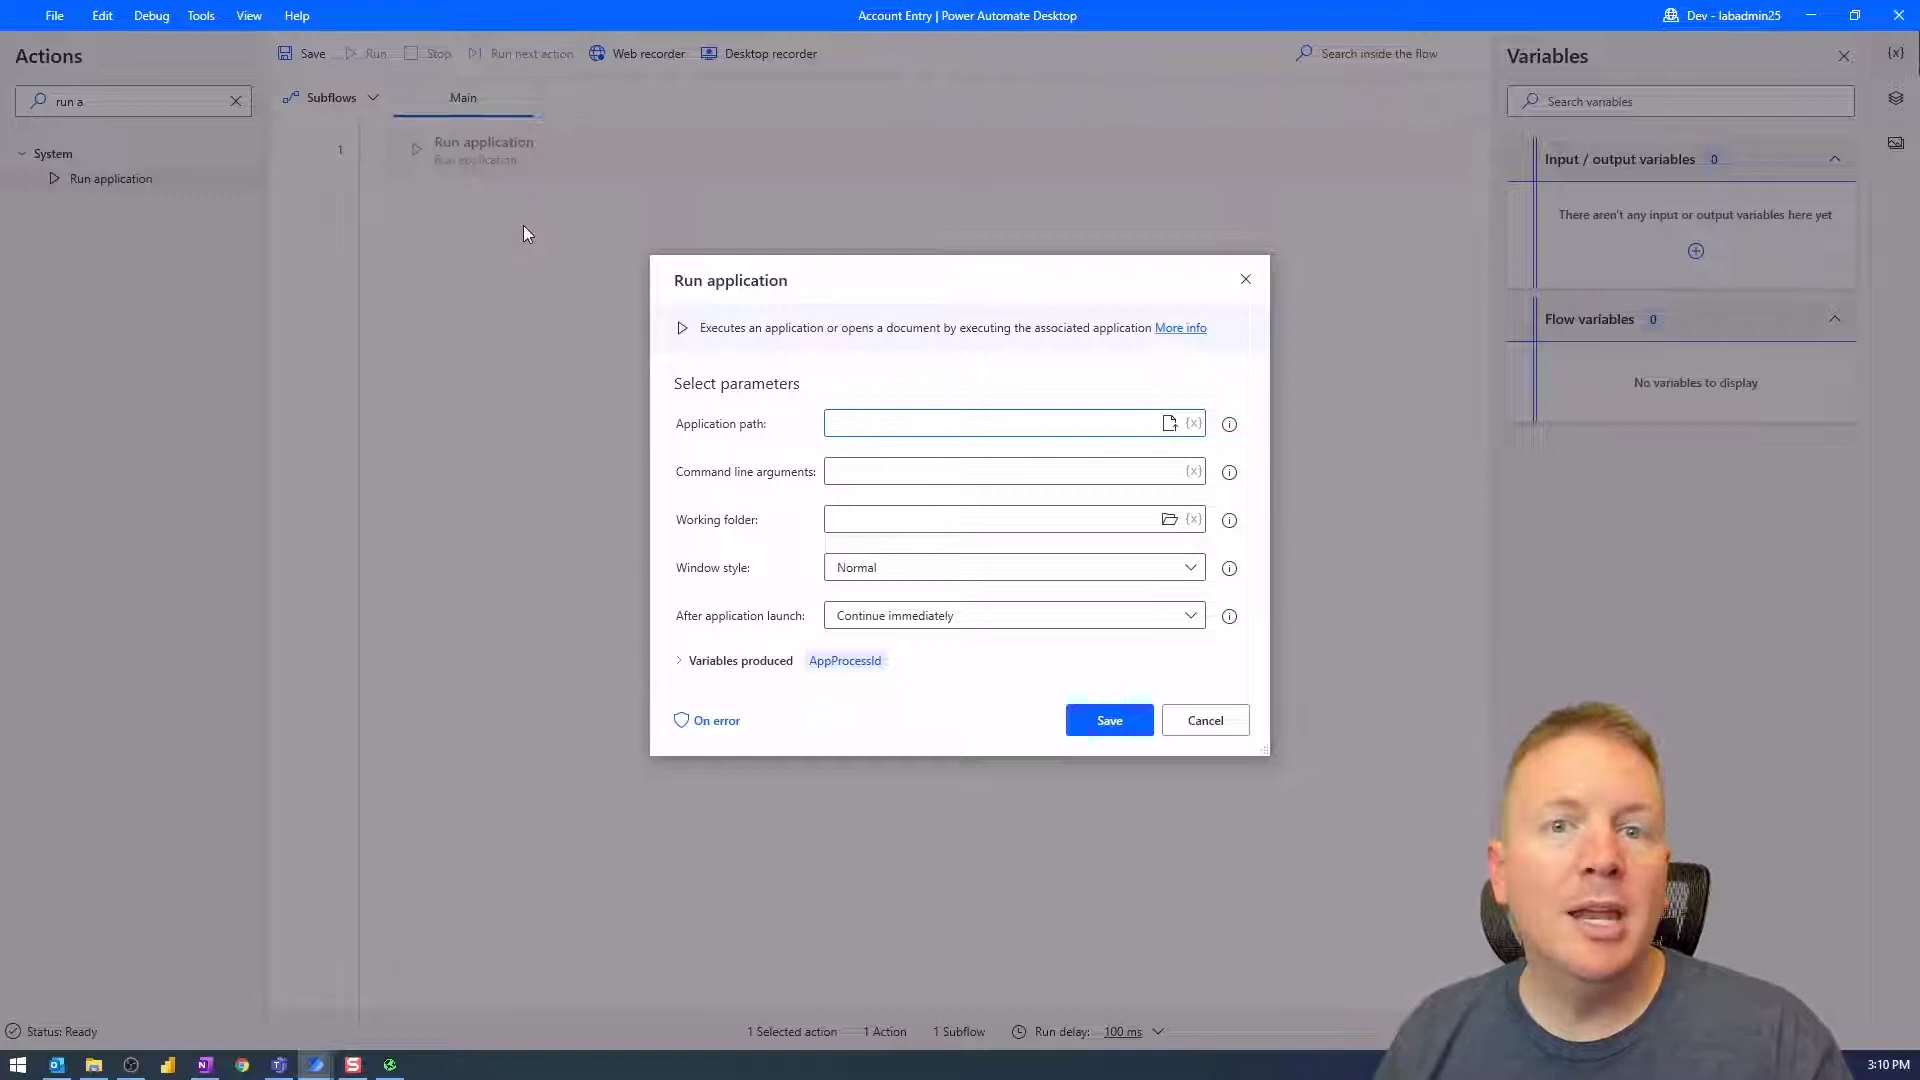 File Edit Debug Tools View Help
Account Entry | Power Automate Desktop
Dev - labadmin25
Actions
run a
System
Run application
Save Run Stop Run next action Web recorder Desktop recorder
Search inside the flow
Subflows Main
1
Run application
Run application
Variables
{x}
Search variables
Input / output variables 0
There aren't any input or output variables here yet
Flow variables 0
No variables to display
Run application
Executes an application or opens a document by executing the associated application More info
Select parameters
Application path: {x}
Command line arguments: {x}
Working folder: {x}
Window style: Normal
After application launch: Continue immediately
Variables produced AppProcessId
On error
Save Cancel
Status: Ready
1 Selected action 1 Action 1 Subflow Run delay: 100 ms
3:10 PM